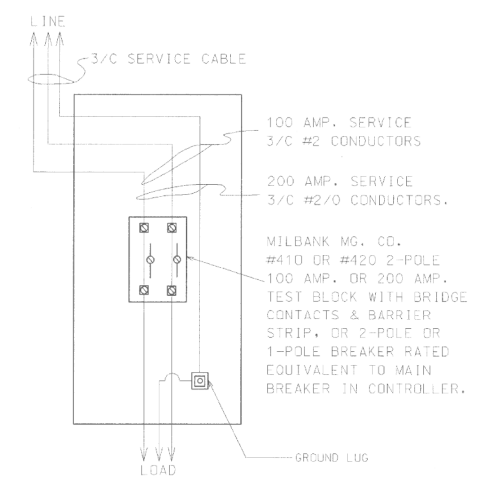 LINE
3/C SERVICE CABLE
100 AMP. SERVICE
3/C #2 CONDUCTORS
200 AMP. SERVICE
3/C #2/0 CONDUCTORS.
MILBANK MG. CO.
#410 OR #420 2-POLE
100 AMP. OR 200 AMP.
TEST BLOCK WITH BRIDGE
CONTACTS & BARRIER
STRIP, OR 2-POLE OR
1-POLE BREAKER RATED
EQUIVALENT TO MAIN
BREAKER IN CONTROLLER.
GROUND LUG
LOAD